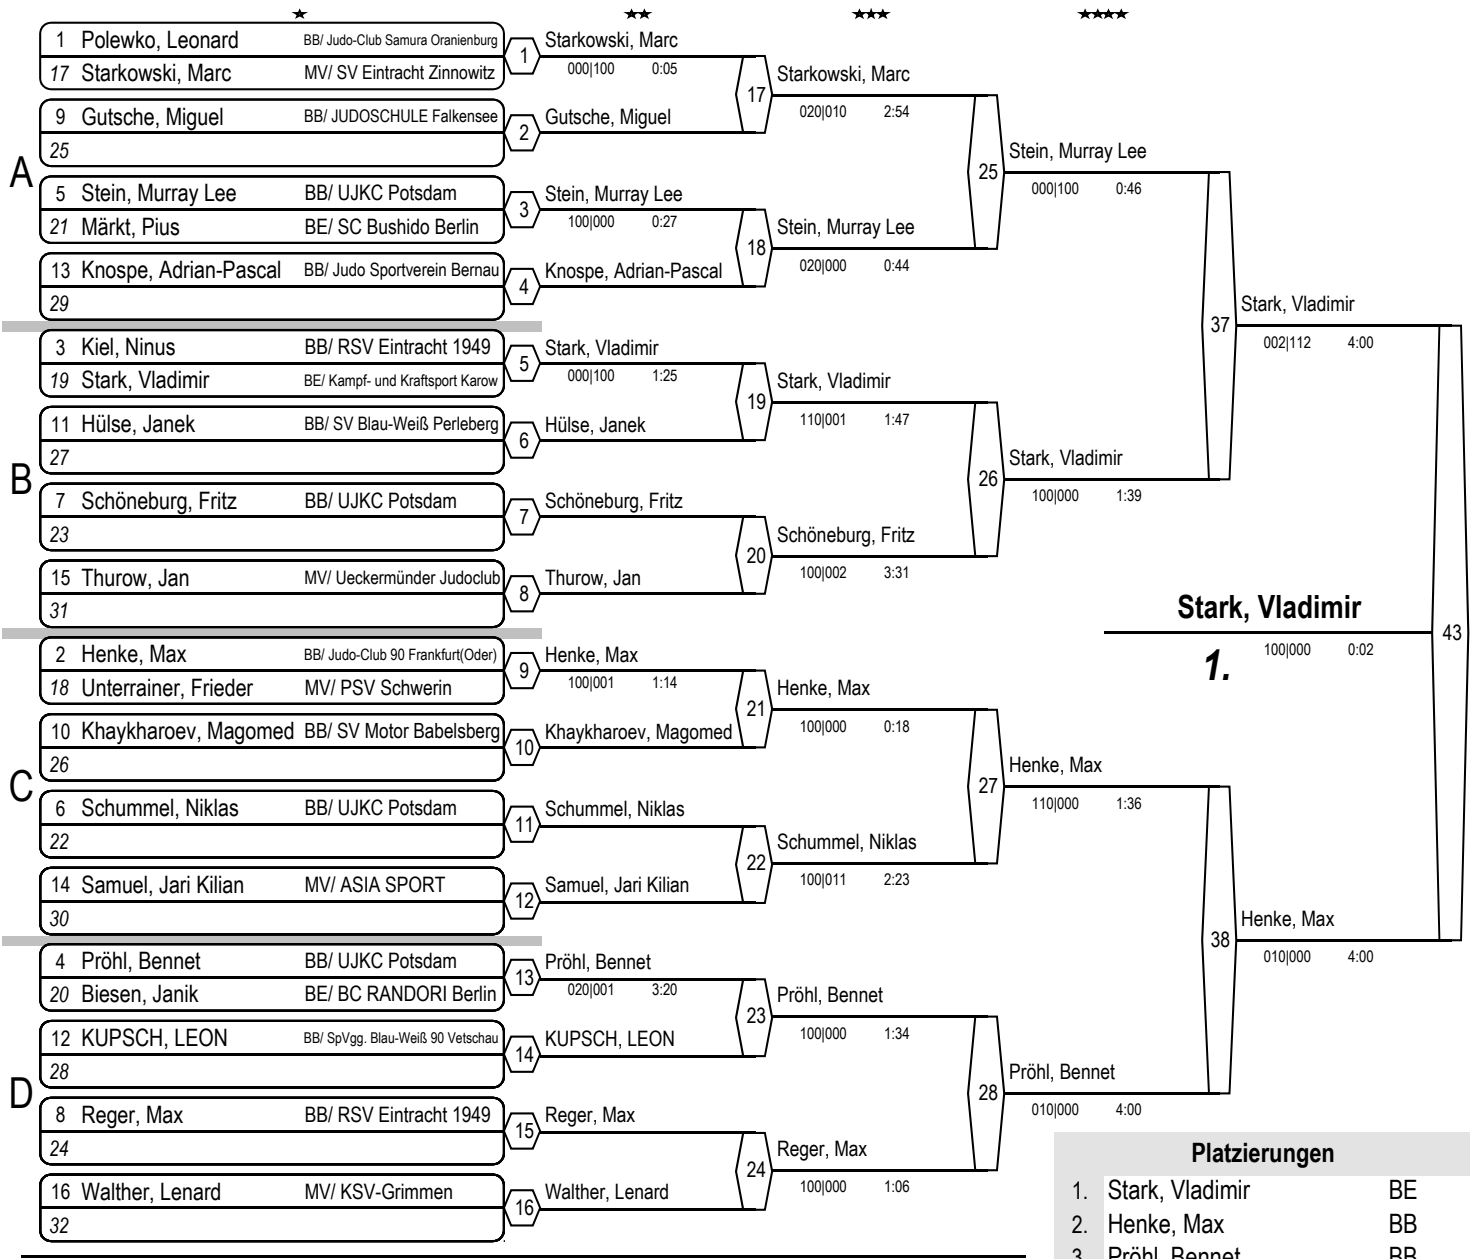 1 Polewko, Leonard BB/ Judo-Club Samura Oranienburg
17 Starkowski, Marc MV/ SV Eintracht Zinnowitz
9 Gutsche, Miguel BB/ JUDOSCHULE Falkensee
25
A
5 Stein, Murray Lee BB/ UJKC Potsdam
21 Märkt, Pius BE/ SC Bushido Berlin
13 Knospe, Adrian-Pascal BB/ Judo Sportverein Bernau
29
3 Kiel, Ninus BB/ RSV Eintracht 1949
19 Stark, Vladimir BE/ Kampf- und Kraftsport Karow
11 Hülse, Janek BB/ SV Blau-Weiß Perleberg
27
B
7 Schöneburg, Fritz BB/ UJKC Potsdam
23
15 Thurow, Jan MV/ Ueckermünder Judoclub
31
2 Henke, Max BB/ Judo-Club 90 Frankfurt(Oder)
18 Unterrainer, Frieder MV/ PSV Schwerin
10 Khaykharoev, Magomed BB/ SV Motor Babelsberg
26
C
6 Schummel, Niklas BB/ UJKC Potsdam
22
14 Samuel, Jari Kilian MV/ ASIA SPORT
30
4 Pröhl, Bennet BB/ UJKC Potsdam
20 Biesen, Janik BE/ BC RANDORI Berlin
12 KUPSCH, LEON BB/ SpVgg. Blau-Weiß 90 Vetschau
28
D
8 Reger, Max BB/ RSV Eintracht 1949
24
16 Walther, Lenard MV/ KSV-Grimmen
32
1 Starkowski, Marc
000|100 0:05
2 Gutsche, Miguel
3 Stein, Murray Lee
100|000 0:27
4 Knospe, Adrian-Pascal
5 Stark, Vladimir
000|100 1:25
6 Hülse, Janek
7 Schöneburg, Fritz
8 Thurow, Jan
9 Henke, Max
100|001 1:14
10 Khaykharoev, Magomed
11 Schummel, Niklas
12 Samuel, Jari Kilian
13 Pröhl, Bennet
020|001 3:20
14 KUPSCH, LEON
15 Reger, Max
16 Walther, Lenard
17 Starkowski, Marc
020|010 2:54
18 Stein, Murray Lee
020|000 0:44
19 Stark, Vladimir
110|001 1:47
20 Schöneburg, Fritz
100|002 3:31
21 Henke, Max
100|000 0:18
22 Schummel, Niklas
100|011 2:23
23 Pröhl, Bennet
100|000 1:34
24 Reger, Max
100|000 1:06
25 Stein, Murray Lee
000|100 0:46
26 Stark, Vladimir
100|000 1:39
27 Henke, Max
110|000 1:36
28 Pröhl, Bennet
010|000 4:00
37 Stark, Vladimir
002|112 4:00
38 Henke, Max
010|000 4:00
43
Stark, Vladimir
1. 100|000 0:02
Platzierungen
1. Stark, Vladimir BE
2. Henke, Max BB
3. Pröhl, Bennet BB